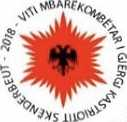 2018 - VITI MBARËKOMBËTAR I GJERGJ KASTRIOTIT SKËNDERBEUT -